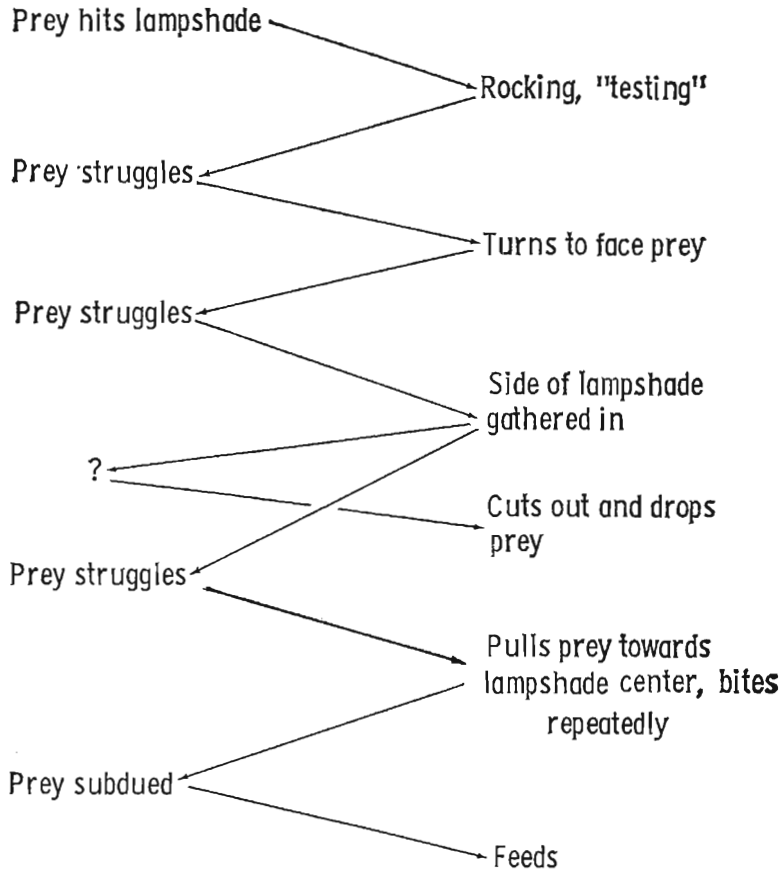 Prey hits lampshade
Rocking, "testing"
Prey struggles
Turns to face prey
Prey struggles
Side of lampshade
gathered in
?
Cuts out and drops
prey
Prey struggles
Pulls prey towards
lampshade center, bites
repeatedly
Prey subdued
Feeds